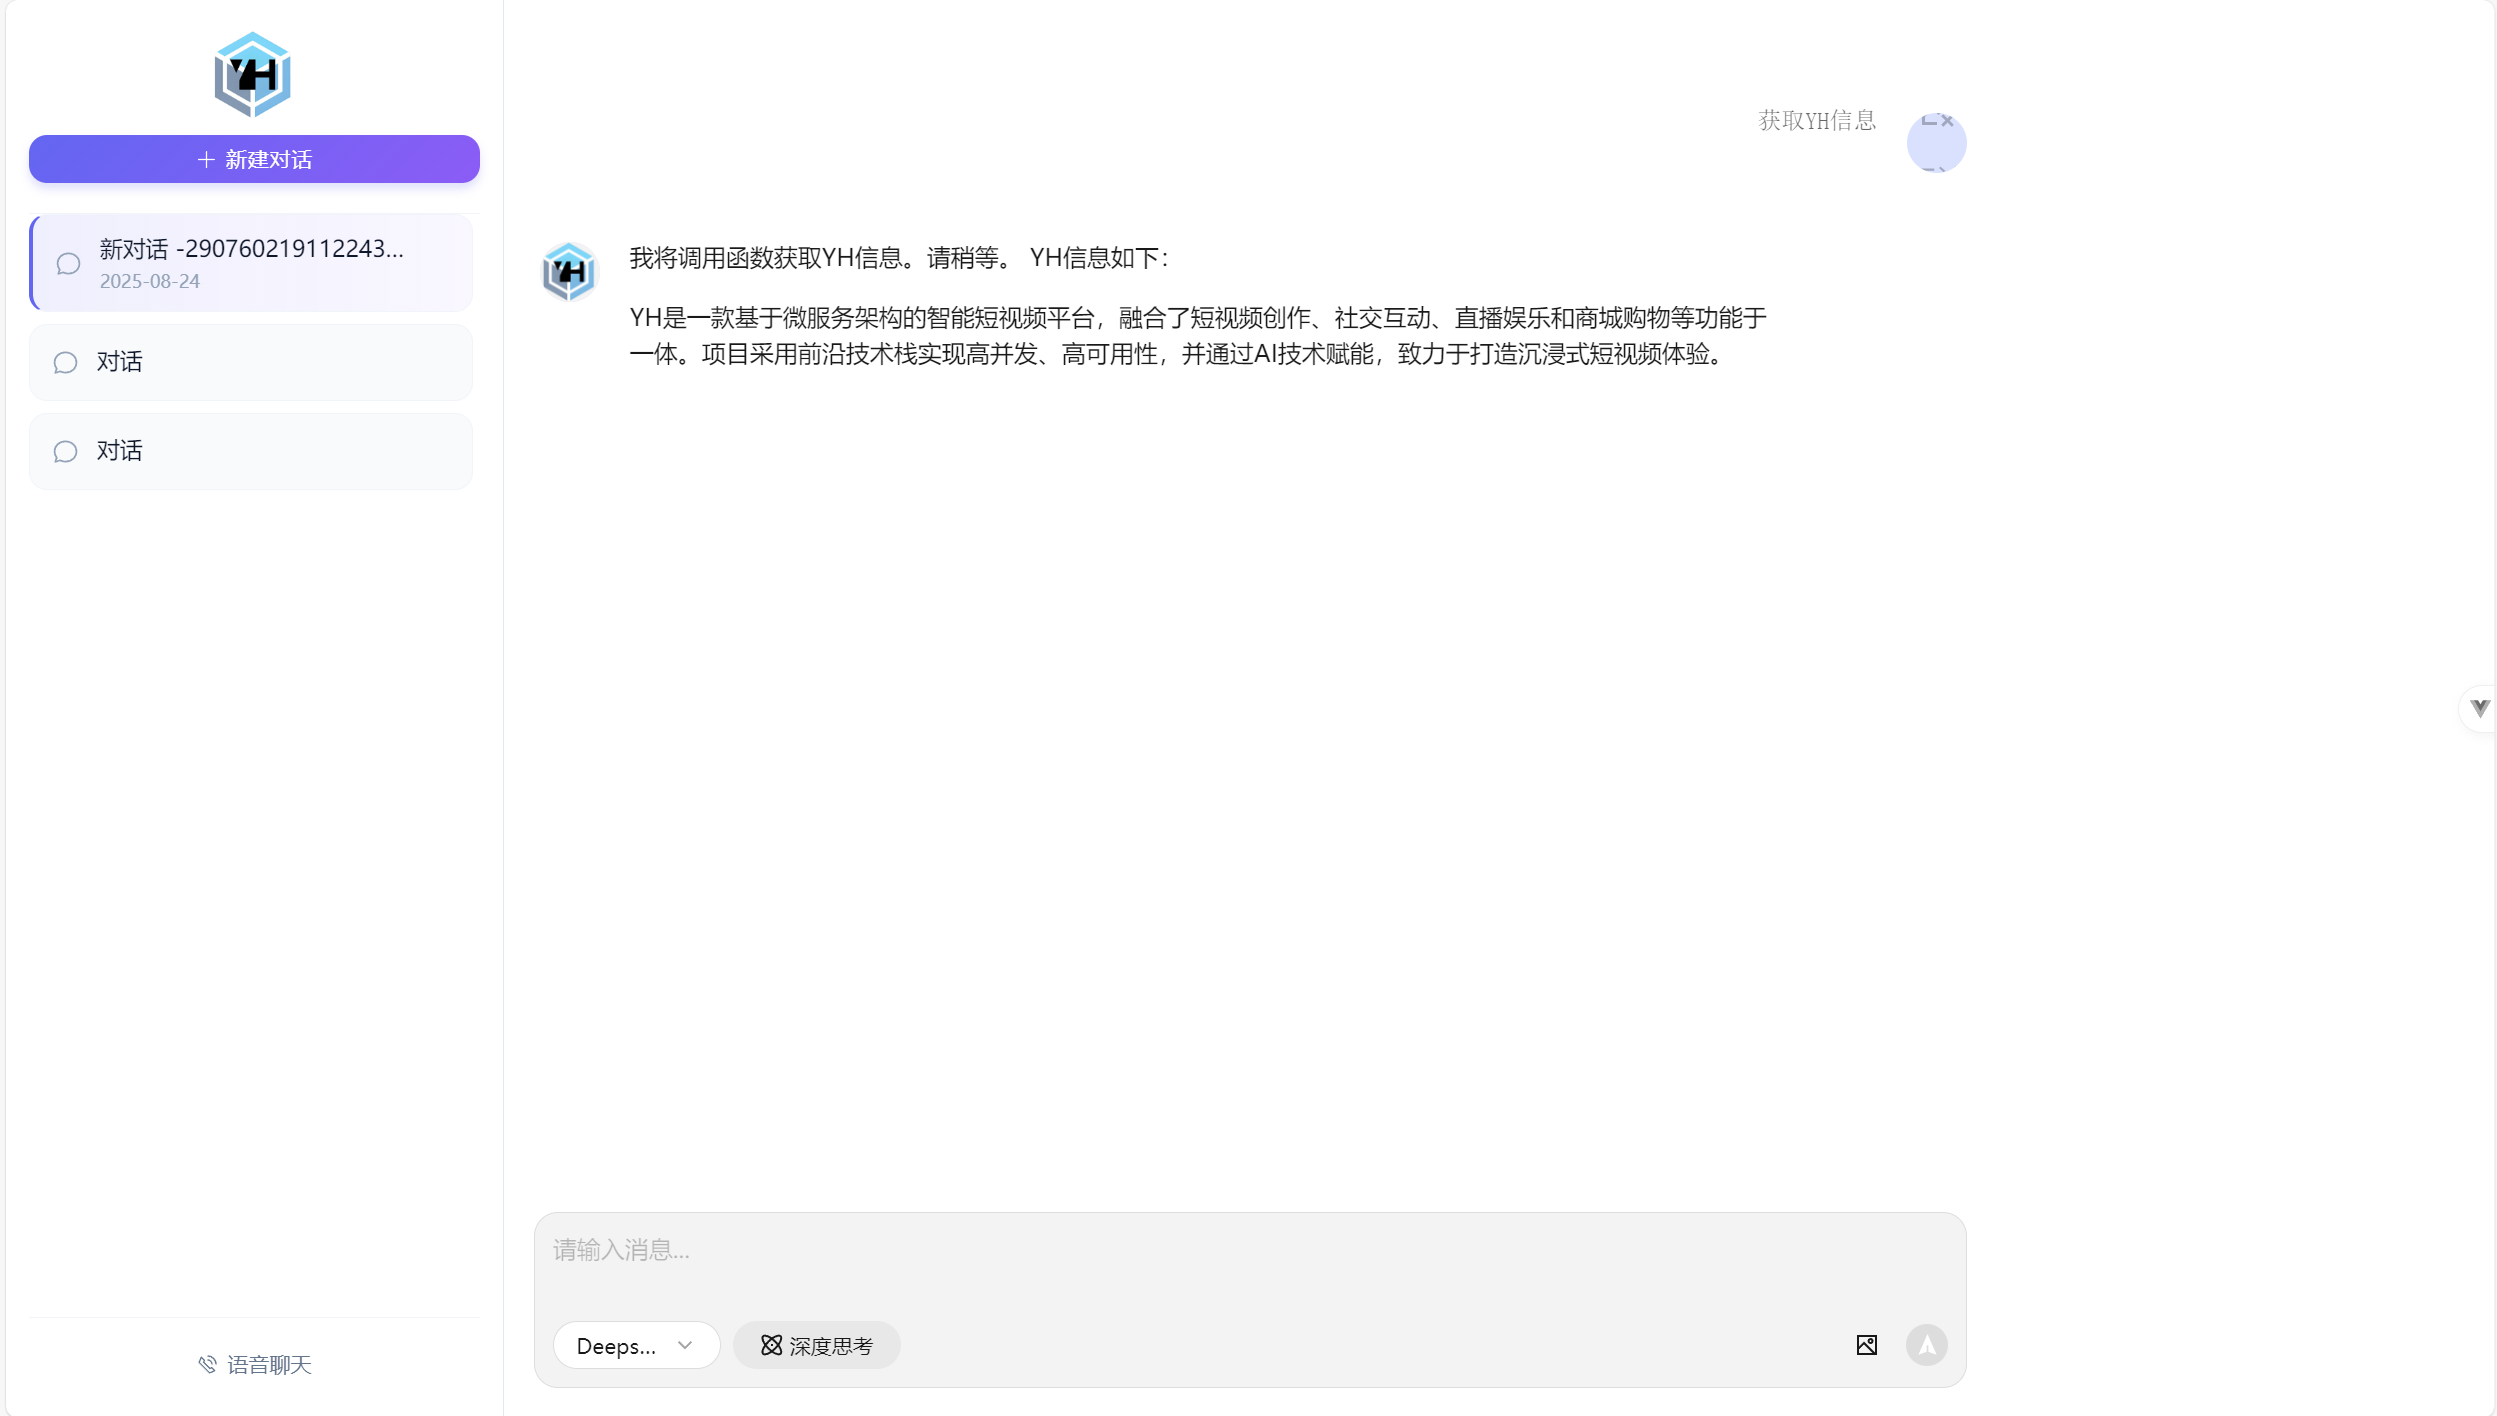 YH
新建对话
新对话 -290760219112243...
2025-08-24
对话
对话
语音聊天
获取YH信息
YH
我将调用函数获取YH信息。请稍等。 YH信息如下：
YH是一款基于微服务架构的智能短视频平台，融合了短视频创作、社交互动、直播娱乐和商城购物等功能于
一体。项目采用前沿技术栈实现高并发、高可用性，并通过AI技术赋能，致力于打造沉浸式短视频体验。
请输入消息...
Deeps...
深度思考